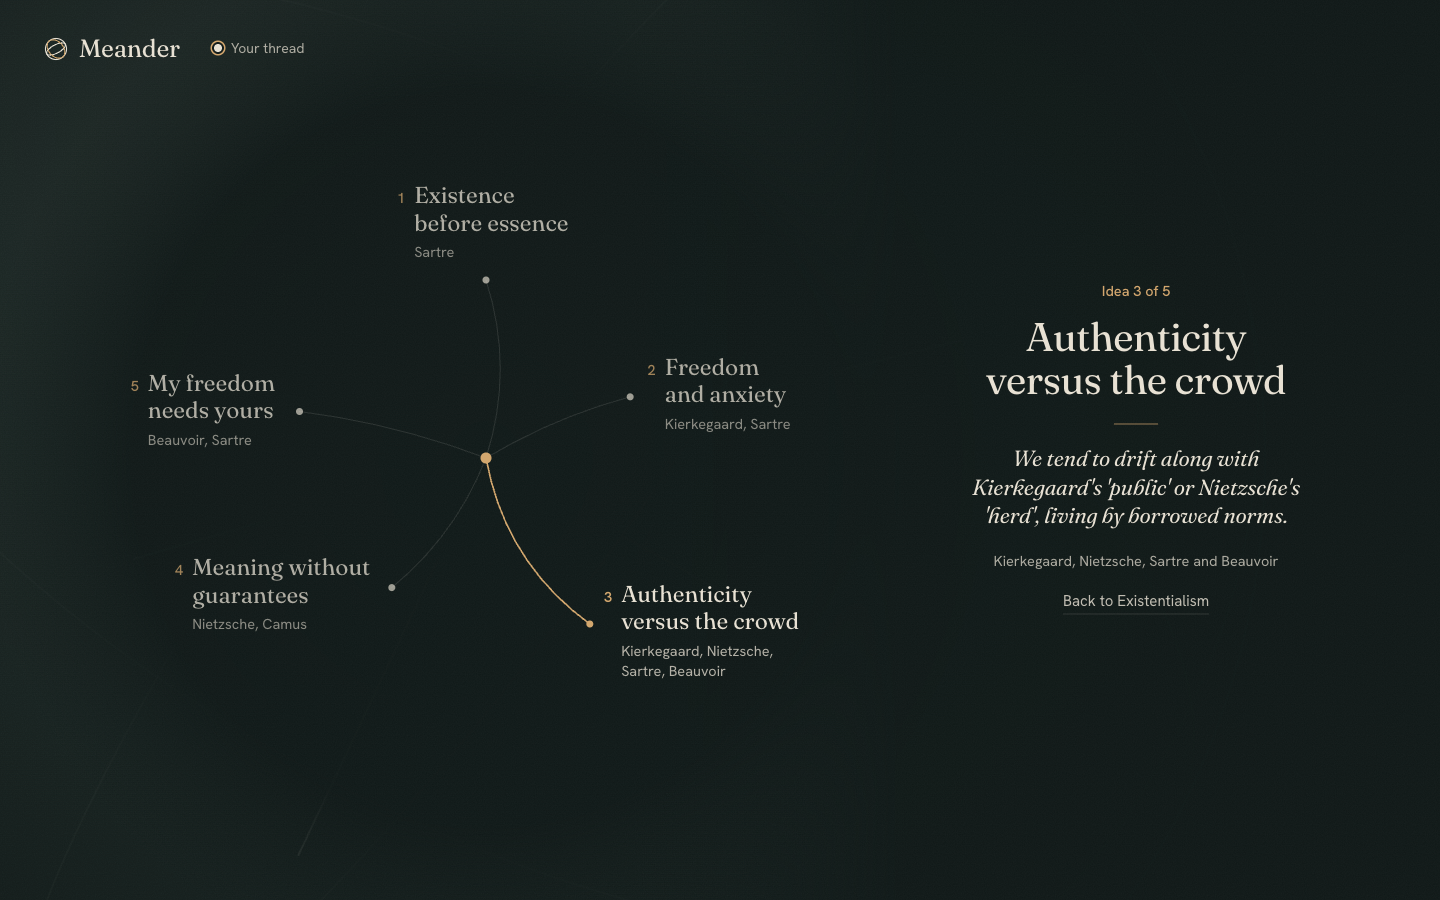 Meander
Your thread
1 Existence
before essence
Sartre
2 Freedom
and anxiety
Kierkegaard, Sartre
5 My freedom
needs yours
Beauvoir, Sartre
4 Meaning without
guarantees
Nietzsche, Camus
3 Authenticity
versus the crowd
Kierkegaard, Nietzsche,
Sartre, Beauvoir
Idea 3 of 5
Authenticity
versus the crowd
We tend to drift along with
Kierkegaard's 'public' or Nietzsche's
'herd', living by borrowed norms.
Kierkegaard, Nietzsche, Sartre and Beauvoir
Back to Existentialism